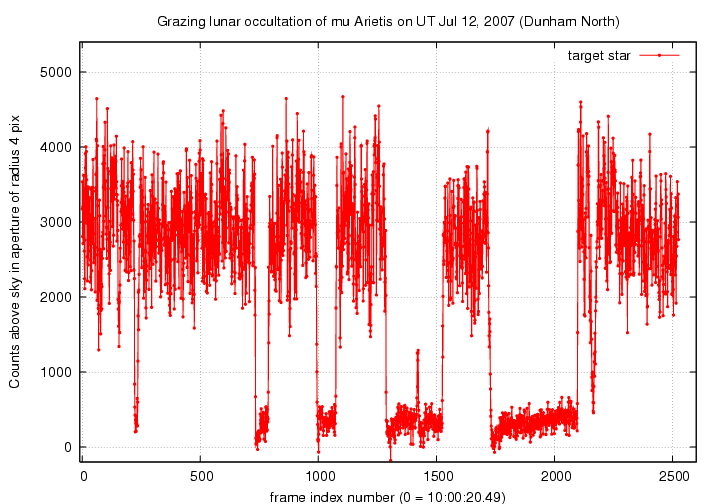 Grazing lunar occultation of mu Arietis on UT Jul 12, 2007 (Dunham North)
target star
5000
4000
3000
2000
1000
0
Counts above sky in aperture of radius 4 pix
0 500 1000 1500 2000 2500
frame index number (0 = 10:00:20.49)